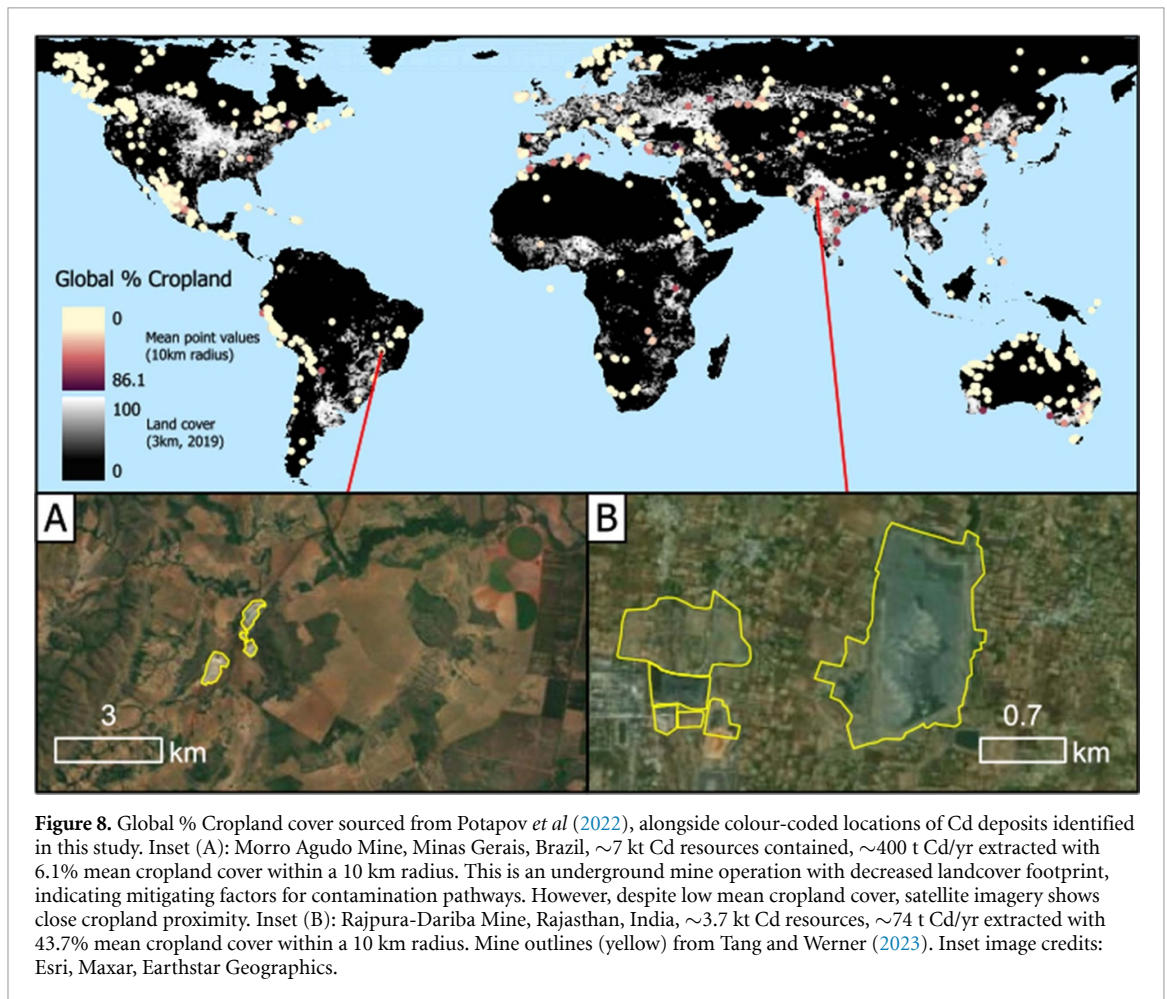 Global % Cropland
0
Mean point values
(10km radius)
86.1
100
Land cover
(3km, 2019)
0
A
3
km
B
0.7
km
Figure 8. Global % Cropland cover sourced from Potapov et al (2022), alongside colour-coded locations of Cd deposits identified
in this study. Inset (A): Morro Agudo Mine, Minas Gerais, Brazil, ∼7 kt Cd resources contained, ∼400 t Cd/yr extracted with
6.1% mean cropland cover within a 10 km radius. This is an underground mine operation with decreased landcover footprint,
indicating mitigating factors for contamination pathways. However, despite low mean cropland cover, satellite imagery shows
close cropland proximity. Inset (B): Rajpura-Dariba Mine, Rajasthan, India, ∼3.7 kt Cd resources, ∼74 t Cd/yr extracted with
43.7% mean cropland cover within a 10 km radius. Mine outlines (yellow) from Tang and Werner (2023). Inset image credits:
Esri, Maxar, Earthstar Geographics.